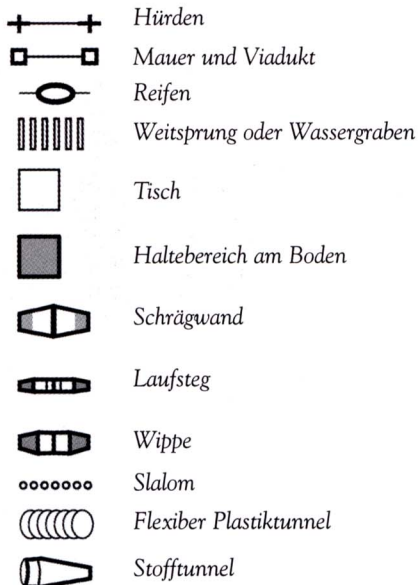 Hürden
Mauer und Viadukt
Reifen
Weitsprung oder Wassergraben
Tisch
Haltebereich am Boden
Schrägwand
Laufsteg
Wippe
Slalom
Flexiber Plastiktunnel
Stofftunnel